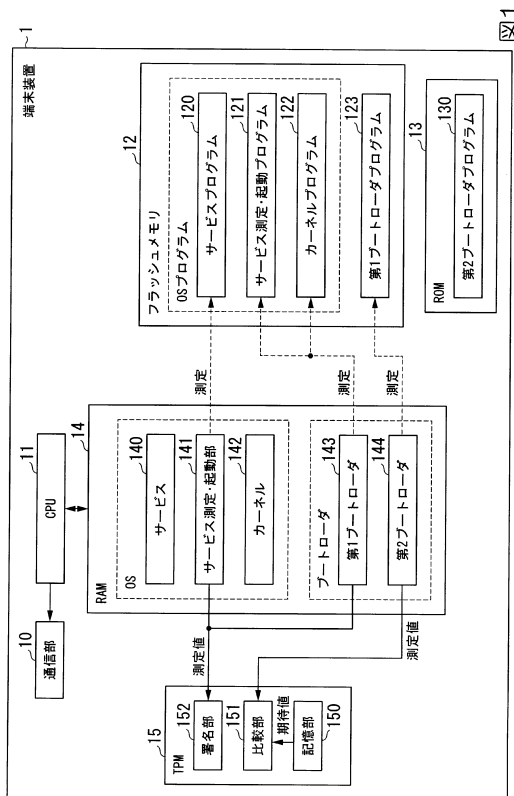 図1
端末装置
1
通信部
10
CPU
11
RAM
14
OS
サービス
140
サービス測定・起動部
141
カーネル
142
ブートローダ
第1ブートローダ
143
第2ブートローダ
144
TPM
15
署名部
152
比較部
151
期待値
記憶部
150
測定値
測定値
測定
測定
測定
フラッシュメモリ
12
OSプログラム
サービスプログラム
120
サービス測定・起動プログラム
121
カーネルプログラム
122
第1ブートローダプログラム
123
ROM
13
第2ブートローダプログラム
130